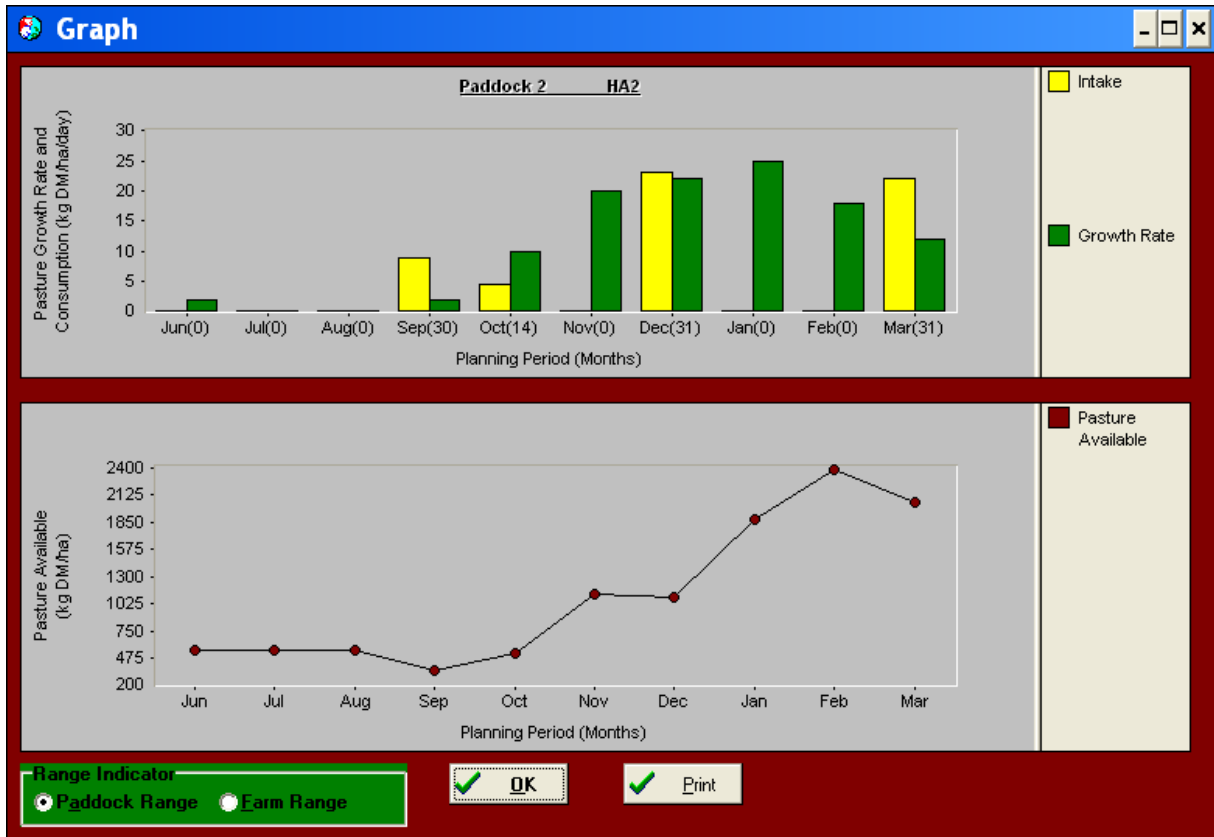 Graph
Paddock 2 HA2
Intake
Growth Rate
Pasture Growth Rate and
Consumption (kg DM/ha/day)
30
25
20
15
10
5
0
Jun(0) Jul(0) Aug(0) Sep(30) Oct(14) Nov(0) Dec(31) Jan(0) Feb(0) Mar(31)
Planning Period (Months)
Pasture
Available
Pasture Available
(kg DM/ha)
2400
2125
1850
1575
1300
1025
750
475
200
Jun Jul Aug Sep Oct Nov Dec Jan Feb Mar
Planning Period (Months)
Range Indicator
Paddock Range Farm Range
OK
Print